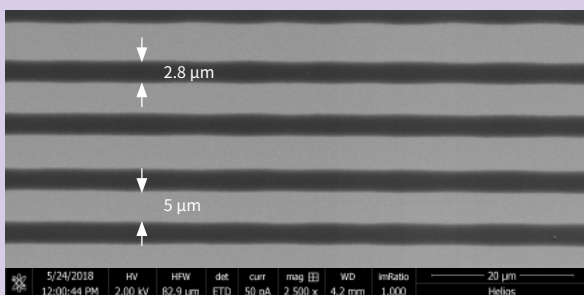 2.8 µm
5 µm
5/24/2018 HV HFW det curr mag WD imRatio 20 µm
12:00:44 PM 2.00 kV 82.9 µm ETD 50 pA 2 500 x 4.2 mm 1.000 Helios